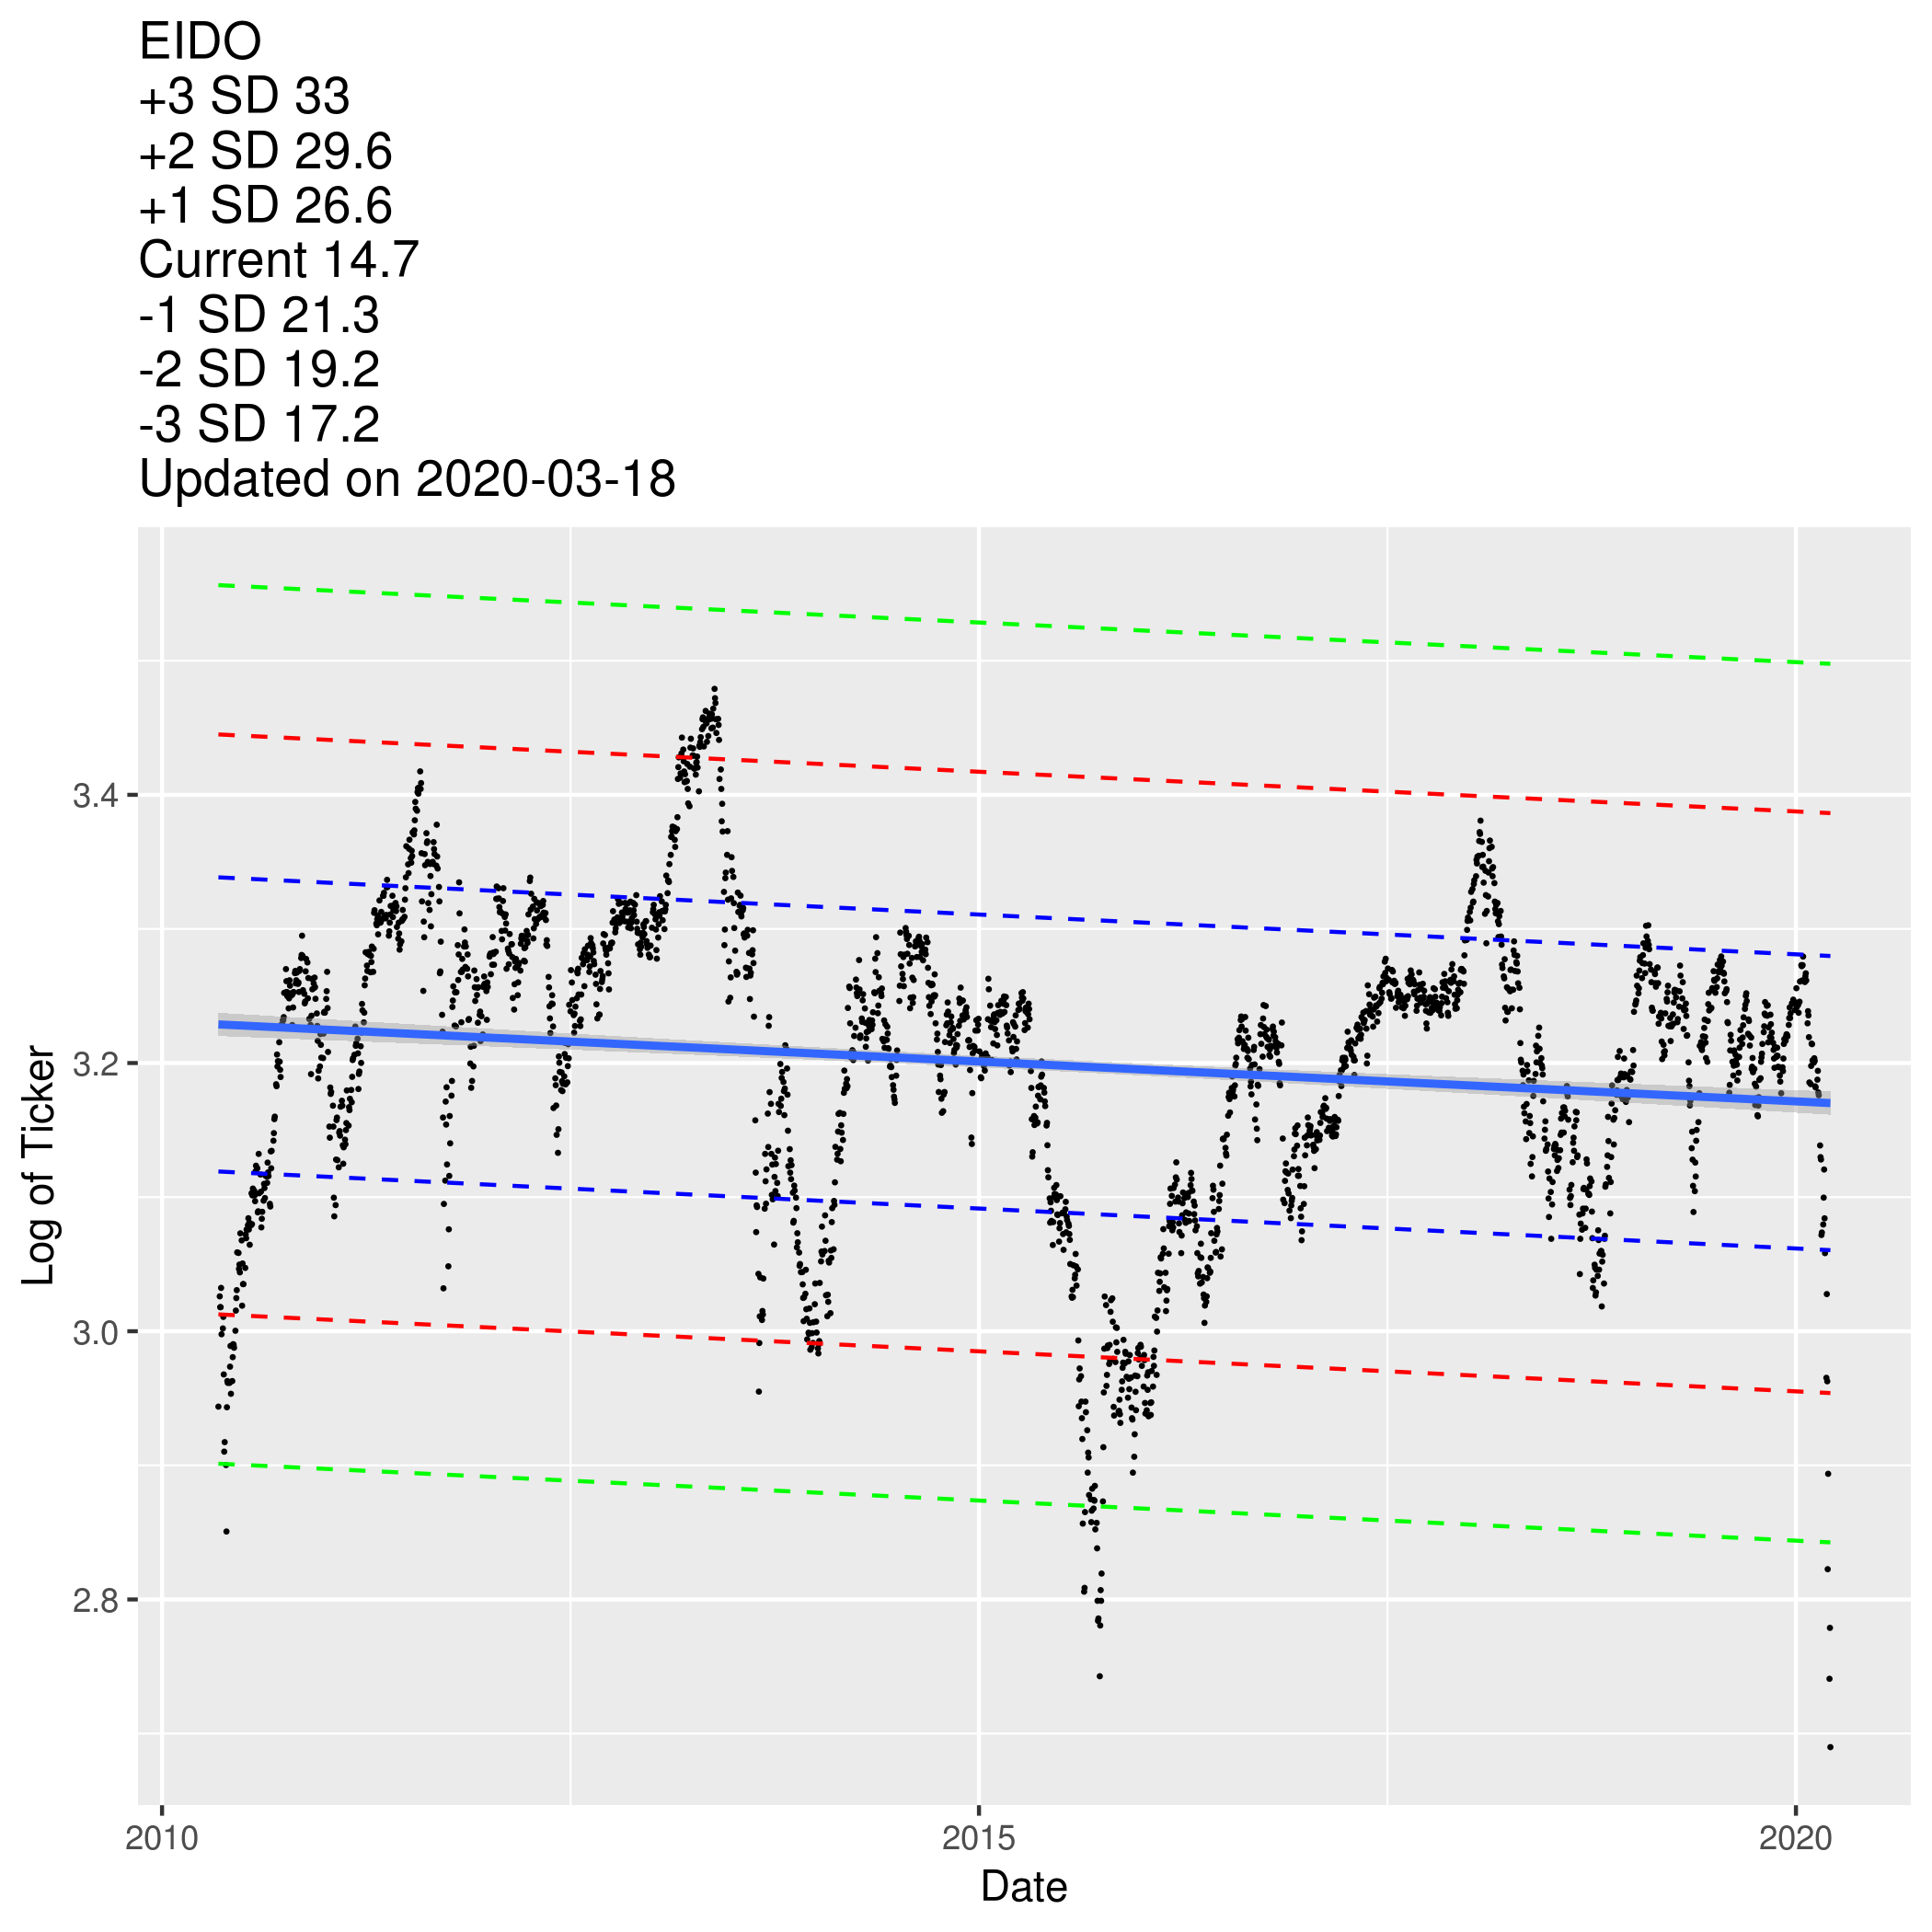 EIDO
+3 SD 33
+2 SD 29.6
+1 SD 26.6
Current 14.7
-1 SD 21.3
-2 SD 19.2
-3 SD 17.2
Updated on 2020-03-18
3.4
3.2
3.0
2.8
Log of Ticker
2010
2015
2020
Date